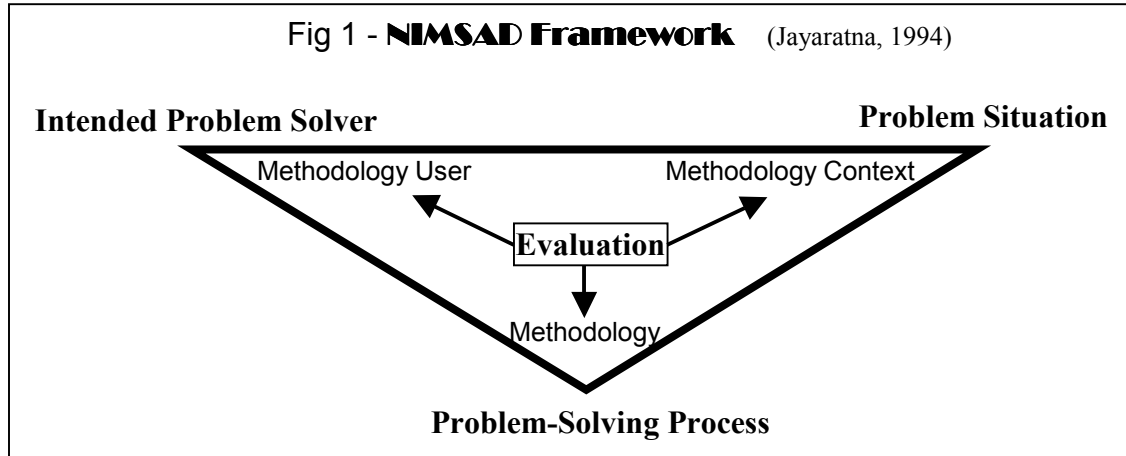 Fig 1 - NIMSAD Framework (Jayaratna, 1994)
Intended Problem Solver
Problem Situation
Methodology User
Methodology Context
Evaluation
Methodology
Problem-Solving Process